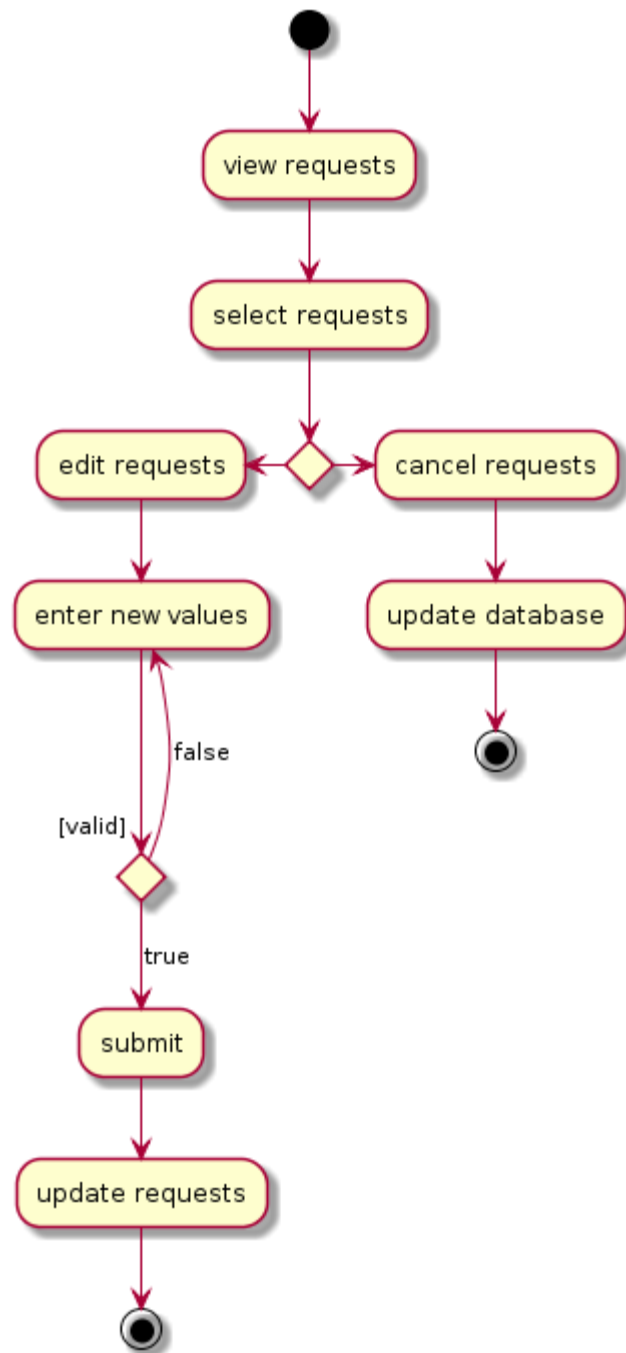 view requests
select requests
edit requests
cancel requests
enter new values
update database
false
[valid]
true
submit
update requests